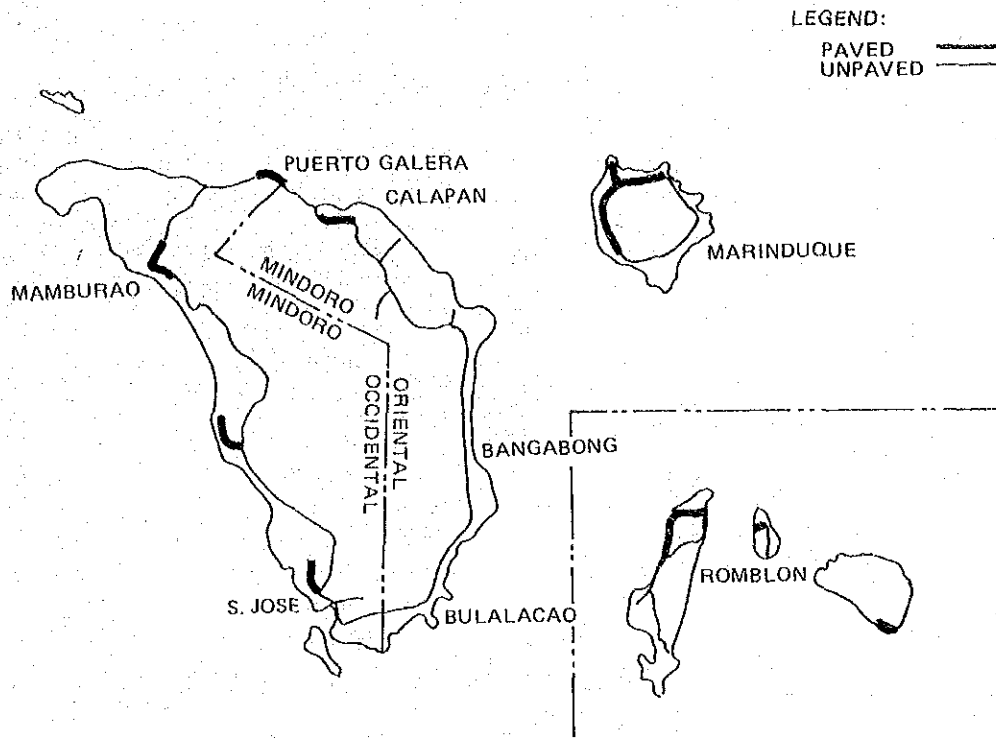 LEGEND:
PAVED
UNPAVED
PUERTO GALERA
CALAPAN
MARINDUQUE
MAMBURAO
MINDORO
MINDORO
ORIENTAL
OCCIDENTAL
BANGABONG
ROMBLON
S. JOSE
BULALACAO